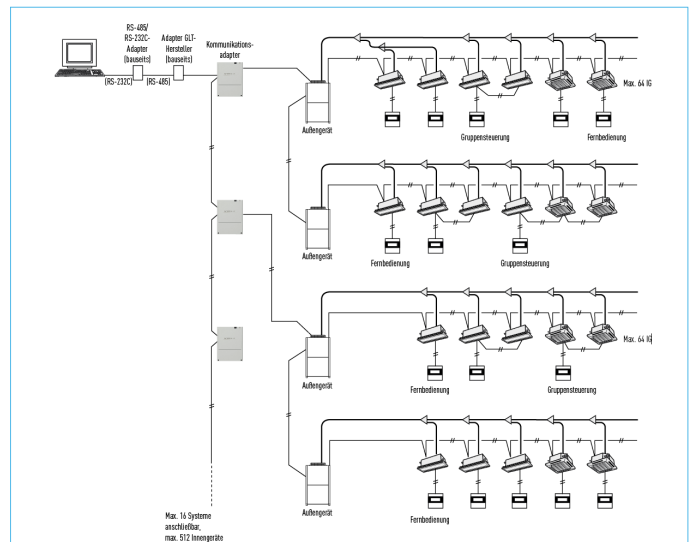 RS-485/
RS-232C-
Adapter
(bauseits)
Adapter GLT-
Hersteller
(bauseits)
Kommunikations-
adapter
(RS-232C)
(RS-485)
Max. 64 IG
Außengerät
Gruppensteuerung
Fernbedienung
Außengerät
Fernbedienung
Gruppensteuerung
Max. 64 IG
Außengerät
Fernbedienung
Gruppensteuerung
Außengerät
Fernbedienung
Max. 16 Systeme
anschließbar,
max. 512 Innengeräte